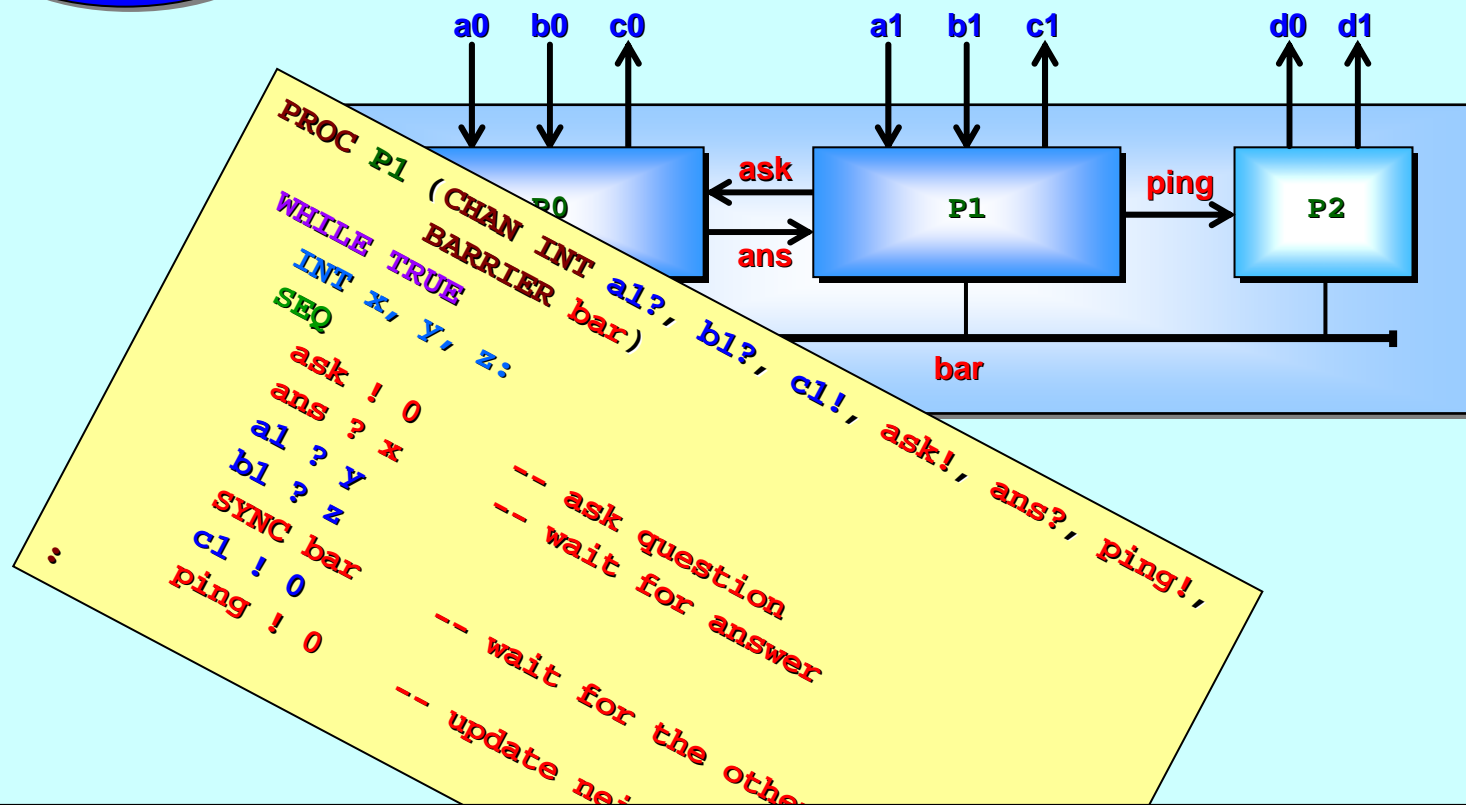 a0 b0 c0 a1 b1 c1 d0 d1
ask
ping
P0 P1 P2
ans
bar
PROC P1 (CHAN INT a1?, b1?, c1!, ask!, ans?, ping!,
BARRIER bar)
WHILE TRUE
INT x, y, z:
SEQ
ask ! 0 -- ask question
ans ? x -- wait for answer
a1 ? y
b1 ? z
SYNC bar -- wait for the
c1 ! 0
ping ! 0 -- update
: